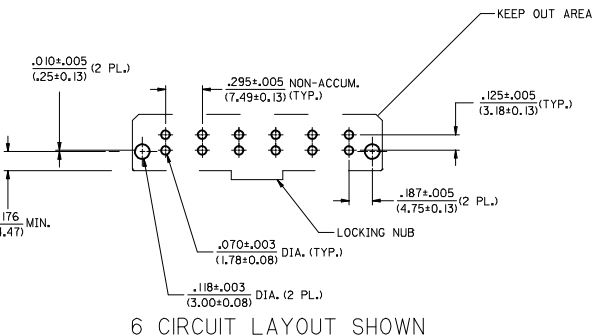 KEEP OUT AREA
.010±.005 (2 PL.)
(.25±0.13)
.295±.005 NON-ACCUM.
(7.49±0.13) (TYP.)
.125±.005 (TYP.)
(3.18±0.13)
176 MIN.
.47)
.187±.005 (2 PL.)
(4.75±0.13)
LOCKING NUB
.070±.003 DIA. (TYP.)
(1.78±0.08)
.118±.003 DIA. (2 PL.)
(3.00±0.08)
6 CIRCUIT LAYOUT SHOWN